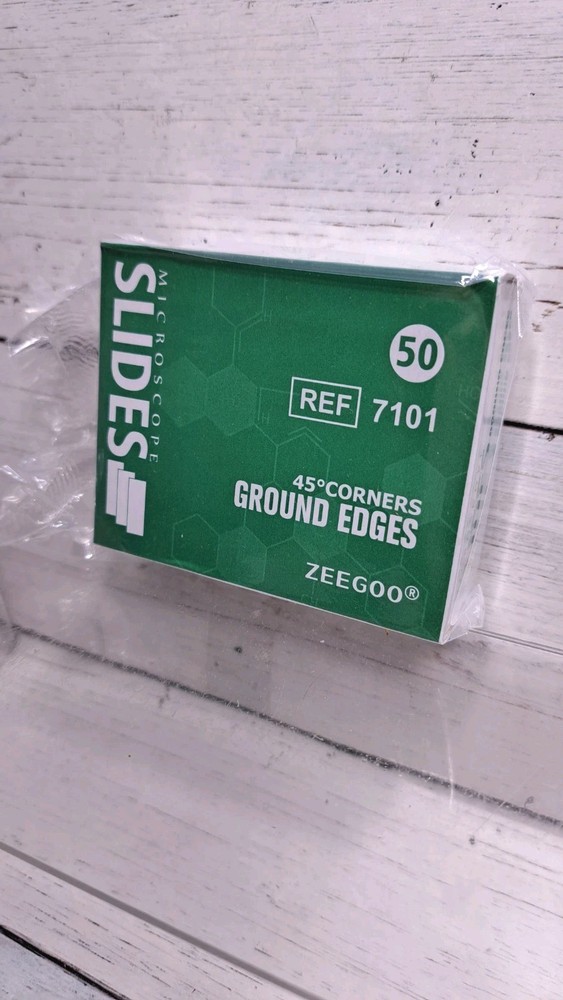 MICROSCOPE
SLIDES
50
REF 7101
45°CORNERS
GROUND EDGES
ZEEGOO®